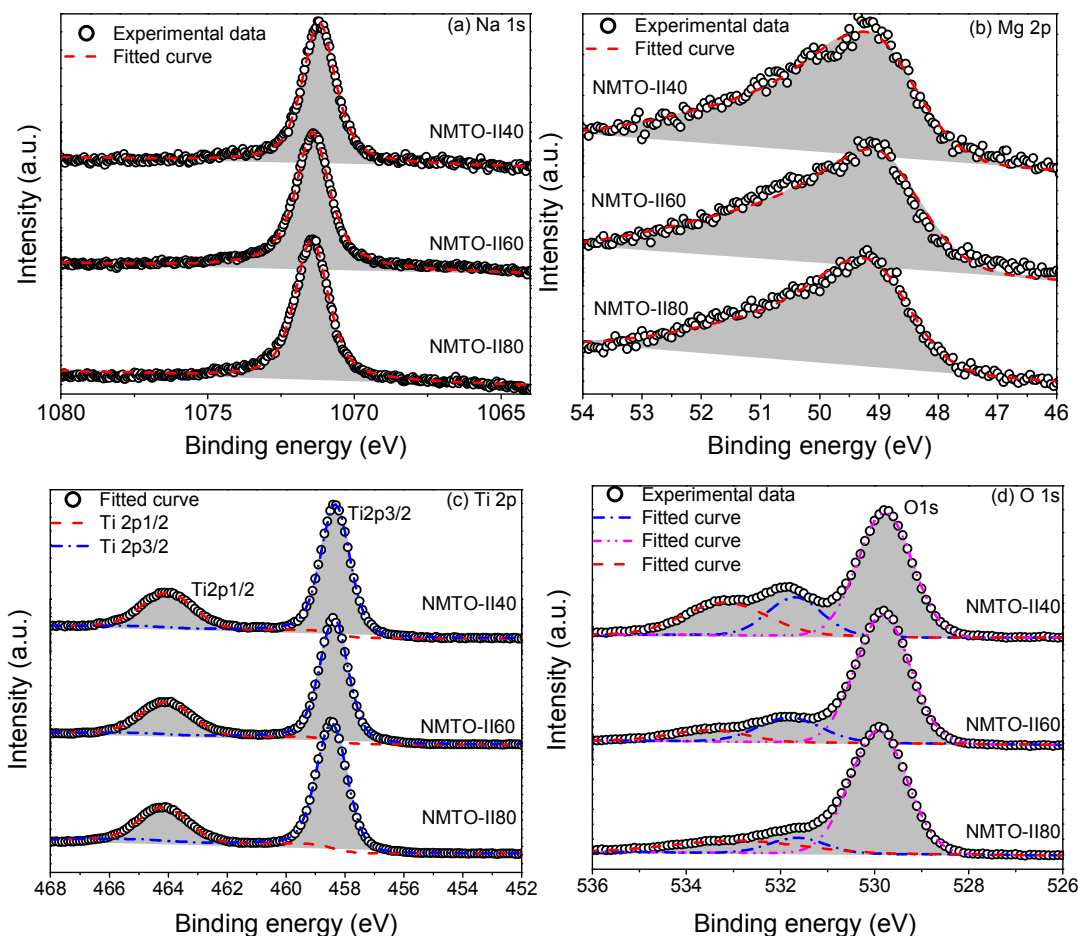 (a) Na 1s
Experimental data
Fitted curve
NMTO-II40
NMTO-II60
NMTO-II80
Intensity (a.u.)
1080 1075 1070 1065
Binding energy (eV)
(b) Mg 2p
Experimental data
Fitted curve
NMTO-II40
NMTO-II60
NMTO-II80
Intensity (a.u.)
54 53 52 51 50 49 48 47 46
Binding energy (eV)
(c) Ti 2p
Fitted curve
Ti 2p1/2
Ti 2p3/2
Ti2p3/2
Ti2p1/2
NMTO-II40
NMTO-II60
NMTO-II80
Intensity (a.u.)
468 466 464 462 460 458 456 454 452
Binding energy (eV)
(d) O 1s
Experimental data
Fitted curve
Fitted curve
Fitted curve
O1s
NMTO-II40
NMTO-II60
NMTO-II80
Intensity (a.u.)
536 534 532 530 528 526
Binding energy (eV)